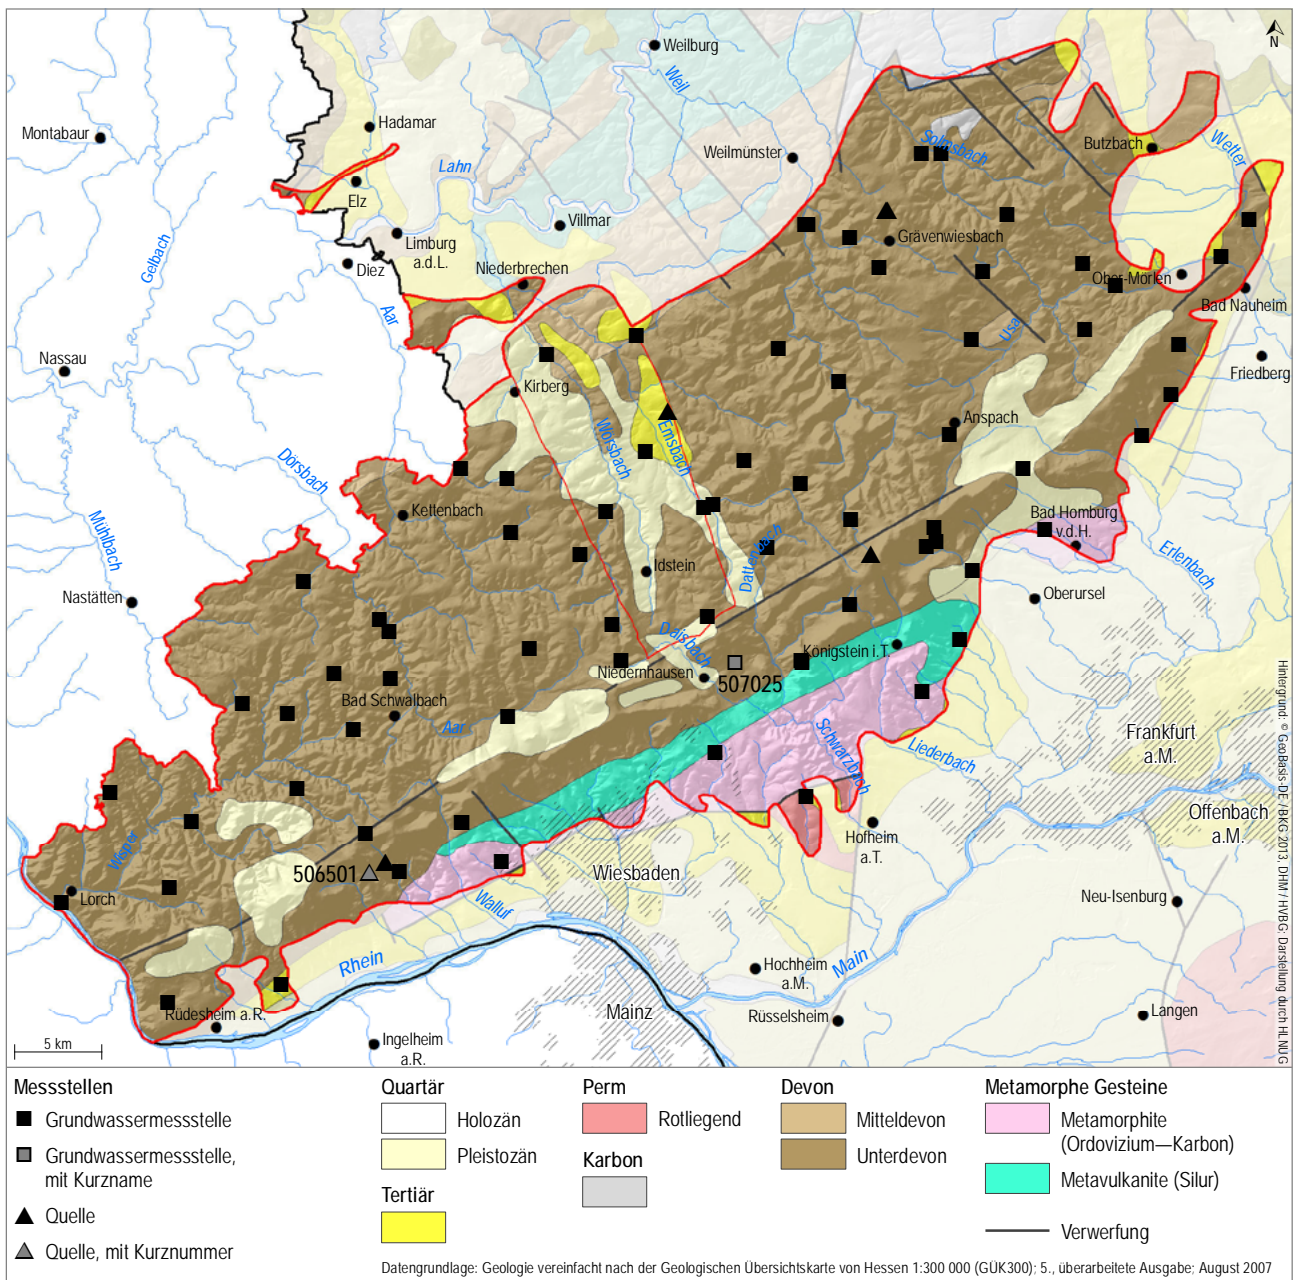 N
Weilburg
Weil
Montabaur
Hadamar
Solmsbach
Butzbach
Wetter
Weilmünster
Lahn
Elz
Villmar
Limburg
a.d.L.
Grävenwiesbach
Gelbach
Diez
Niederbrechen
Ober-Mörlen
Bad Nauheim
Aar
Usa
Nassau
Friedberg
Kirberg
Anspach
Emsbach
Wörsbach
Dörsbach
Kettenbach
Bad Homburg
v.d.H.
Mühlbach
Erlenbach
Dattenbach
Idstein
Nastätten
Oberursel
Daisbach
Königstein i.T.
Niedernhausen
507025
Bad Schwalbach
Aar
Schwarzbach
Liederbach
Frankfurt
a.M.
Offenbach
a.M.
Wisper
Hofheim
a.T.
506501
Wiesbaden
Lorch
Walluf
Neu-Isenburg
Rhein
Main
Hochheim
a.M.
Mainz
Rüsselsheim
Langen
Rüdesheim a.R.
Ingelheim
a.R.
5 km
Hintergrund: © GeoBasis-DE / BKG 2013, DHM / HVBG; Darstellung durch HLNUG
Messstellen
Grundwassermessstelle
Grundwassermessstelle,
mit Kurzname
Quelle
Quelle, mit Kurznummer
Quartär
Holozän
Pleistozän
Tertiär
Perm
Rotliegend
Karbon
Devon
Mitteldevon
Unterdevon
Metamorphe Gesteine
Metamorphite
(Ordovizium—Karbon)
Metavulkanite (Silur)
Verwerfung
Datengrundlage: Geologie vereinfacht nach der Geologischen Übersichtskarte von Hessen 1:300 000 (GÜK300); 5., überarbeitete Ausgabe; August 2007